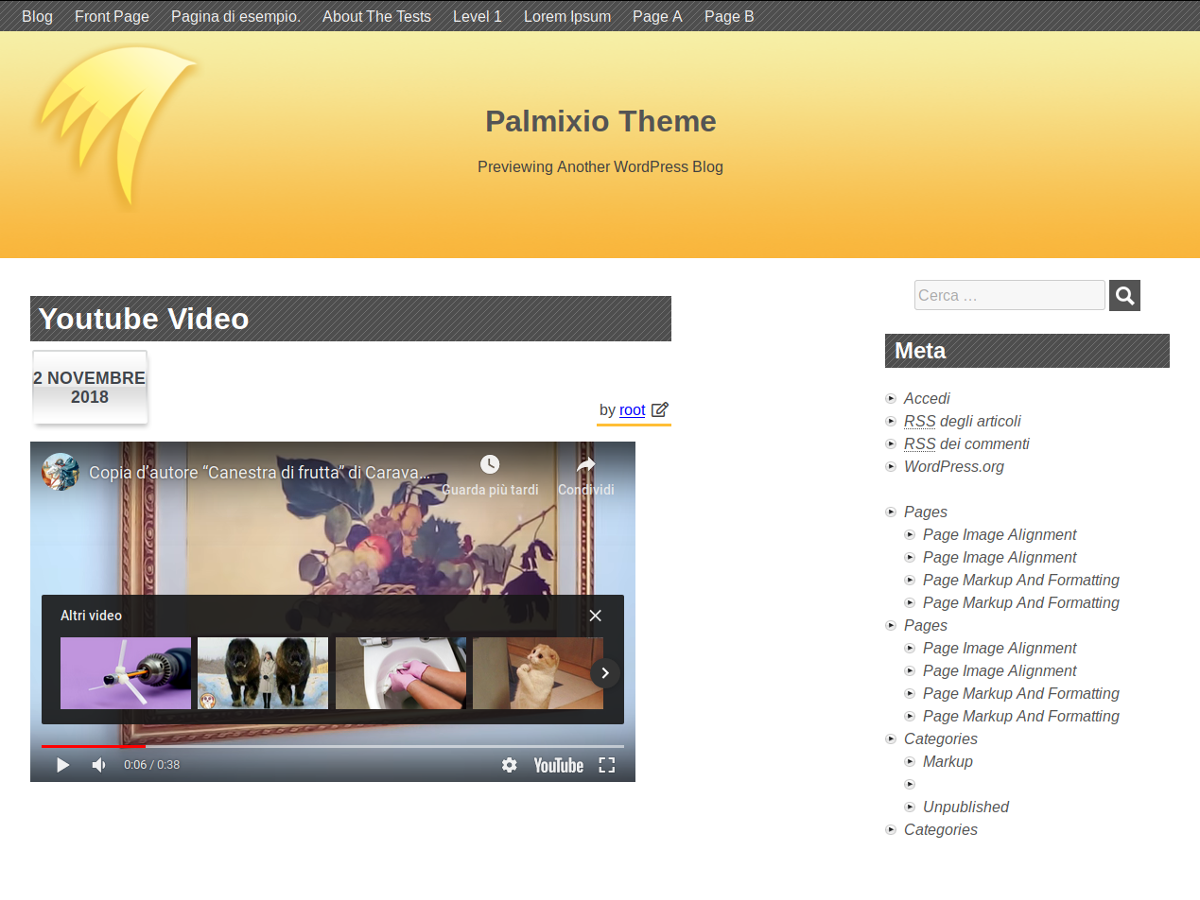 Blog Front Page Pagina di esempio. About The Tests Level 1 Lorem Ipsum Page A Page B
Palmixio Theme
Previewing Another WordPress Blog
Youtube Video
2 NOVEMBRE
2018
by root
Copia d'autore “Canestra di frutta” di Carava...
Guarda più tardi
Condividi
Altri video
0:06 / 0:38
YouTube
Cerca …
Meta
Accedi
RSS degli articoli
RSS dei commenti
WordPress.org
Pages
Page Image Alignment
Page Image Alignment
Page Markup And Formatting
Page Markup And Formatting
Pages
Page Image Alignment
Page Image Alignment
Page Markup And Formatting
Page Markup And Formatting
Categories
Markup
Unpublished
Categories